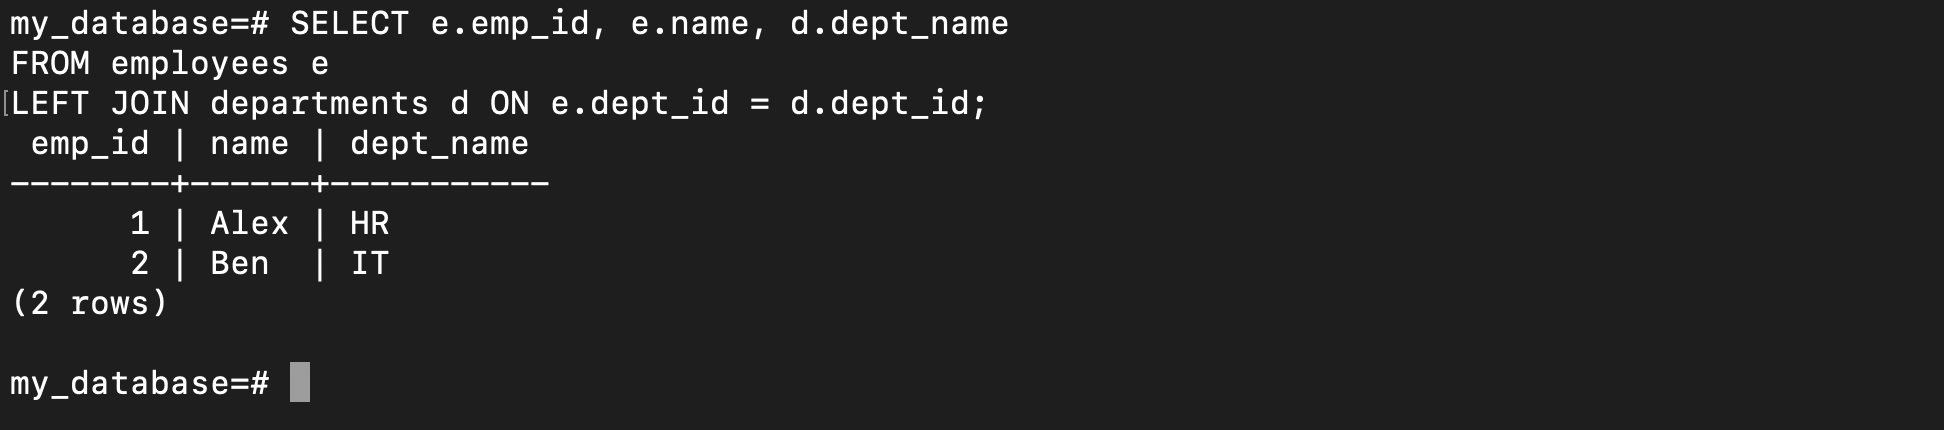 my_database=# SELECT e.emp_id, e.name, d.dept_name
FROM employees e
[LEFT JOIN departments d ON e.dept_id = d.dept_id;
 emp_id | name | dept_name
--------+------+-----------
      1 | Alex | HR
      2 | Ben  | IT
(2 rows)

my_database=#